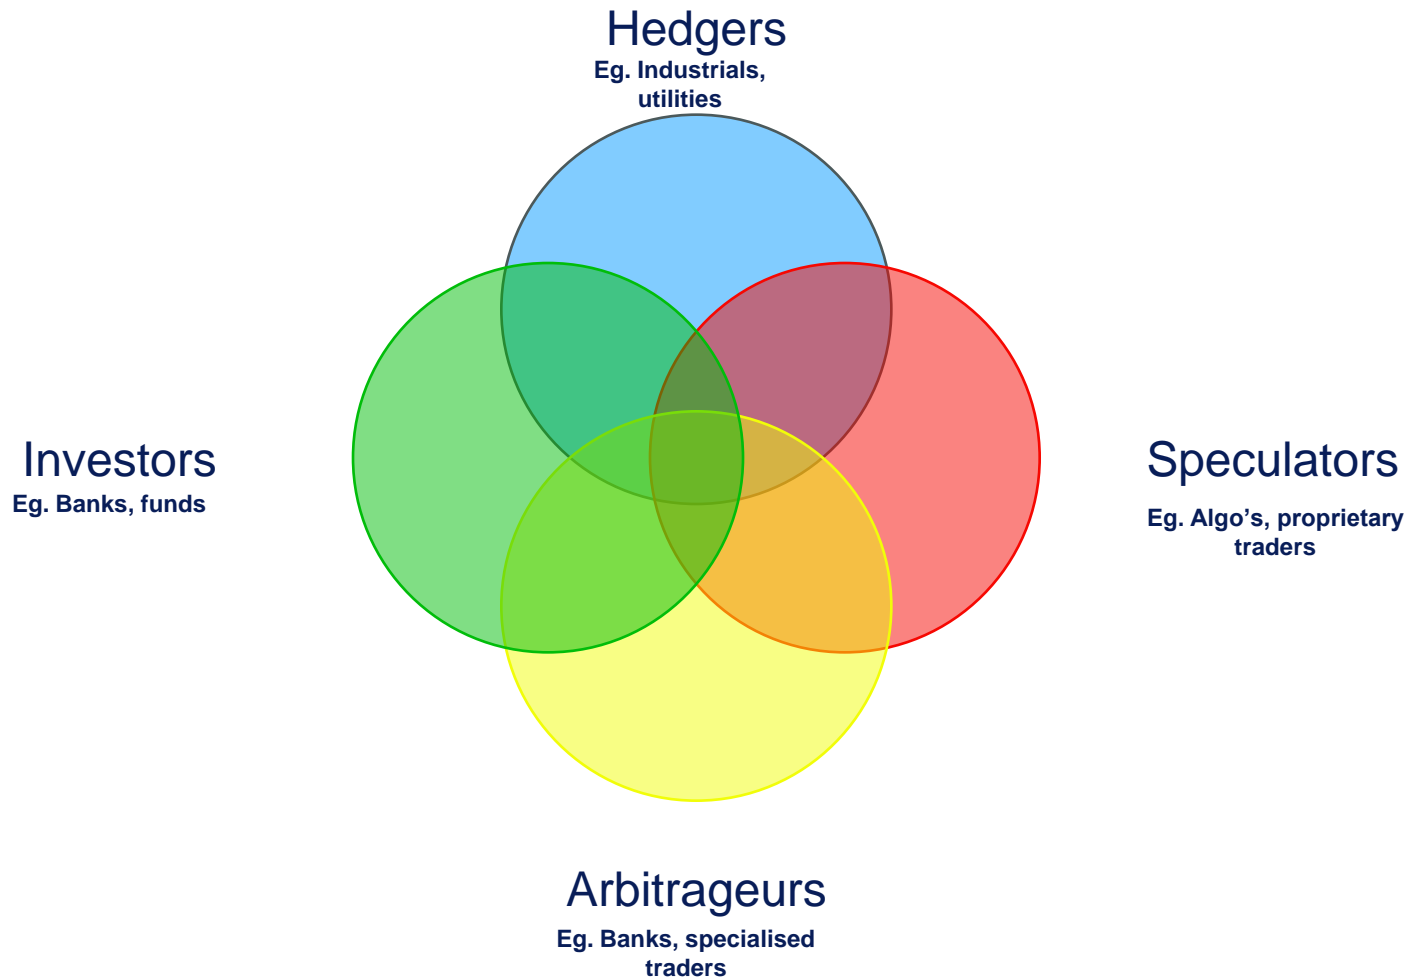 Hedgers
Eg. Industrials,
utilities
Investors
Eg. Banks, funds
Speculators
Eg. Algo’s, proprietary
traders
Arbitrageurs
Eg. Banks, specialised
traders